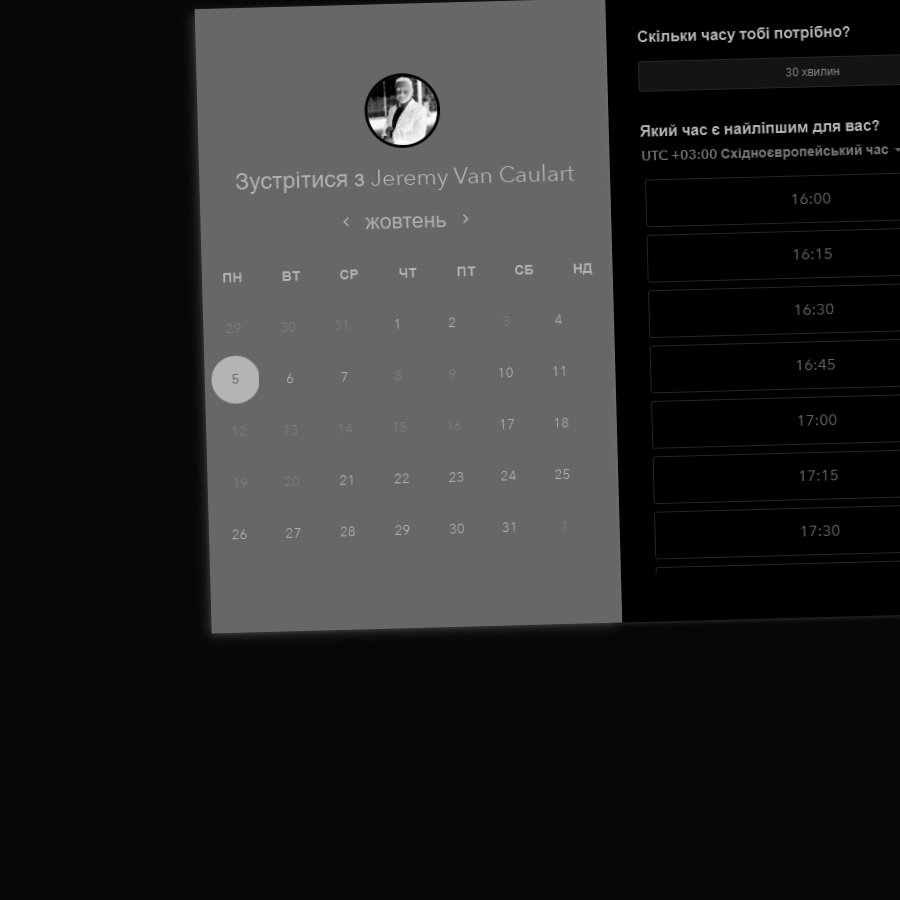 Зустрітися з Jeremy Van Caulart
жовтень
ПН ВТ СР ЧТ ПТ СБ НД
29 30 31 1 2 3 4
5 6 7 8 9 10 11
12 13 14 15 16 17 18
19 20 21 22 23 24 25
26 27 28 29 30 31 1
Скільки часу тобі потрібно?
30 хвилин
Який час є найліпшим для вас?
UTC +03:00 Східноєвропейський час
16:00
16:15
16:30
16:45
17:00
17:15
17:30